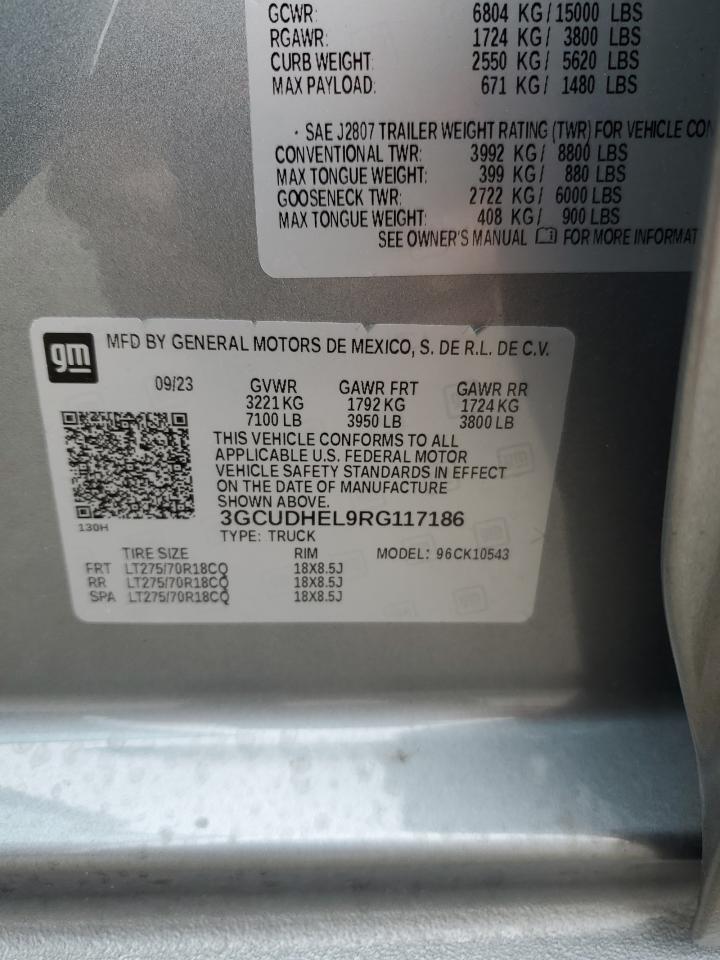 GCWR: 6804 KG/ 15000 LBS
RGAWR: 1724 KG/ 3800 LBS
CURB WEIGHT: 2550 KG/ 5620 LBS
MAX PAYLOAD: 671 KG/ 1480 LBS
• SAE J2807 TRAILER WEIGHT RATING (TWR) FOR VEHICLE CON
CONVENTIONAL TWR: 3992 KG/ 8800 LBS
MAX TONGUE WEIGHT: 399 KG/ 880 LBS
GOOSENECK TWR: 2722 KG/ 6000 LBS
MAX TONGUE WEIGHT: 408 KG/ 900 LBS
SEE OWNER'S MANUAL FOR MORE INFORMAT
gm MFD BY GENERAL MOTORS DE MEXICO, S. DE R.L. DE C.V.
09/23 GVWR GAWR FRT GAWR RR
3221 KG 1792 KG 1724 KG
7100 LB 3950 LB 3800 LB
THIS VEHICLE CONFORMS TO ALL
APPLICABLE U.S. FEDERAL MOTOR
VEHICLE SAFETY STANDARDS IN EFFECT
ON THE DATE OF MANUFACTURE
SHOWN ABOVE.
130H 3GCUDHEL9RG117186
TYPE: TRUCK
TIRE SIZE RIM MODEL: 96CK10543
FRT LT275/70R18CQ 18X8.5J
RR LT275/70R18CQ 18X8.5J
SPA LT275/70R18CQ 18X8.5J